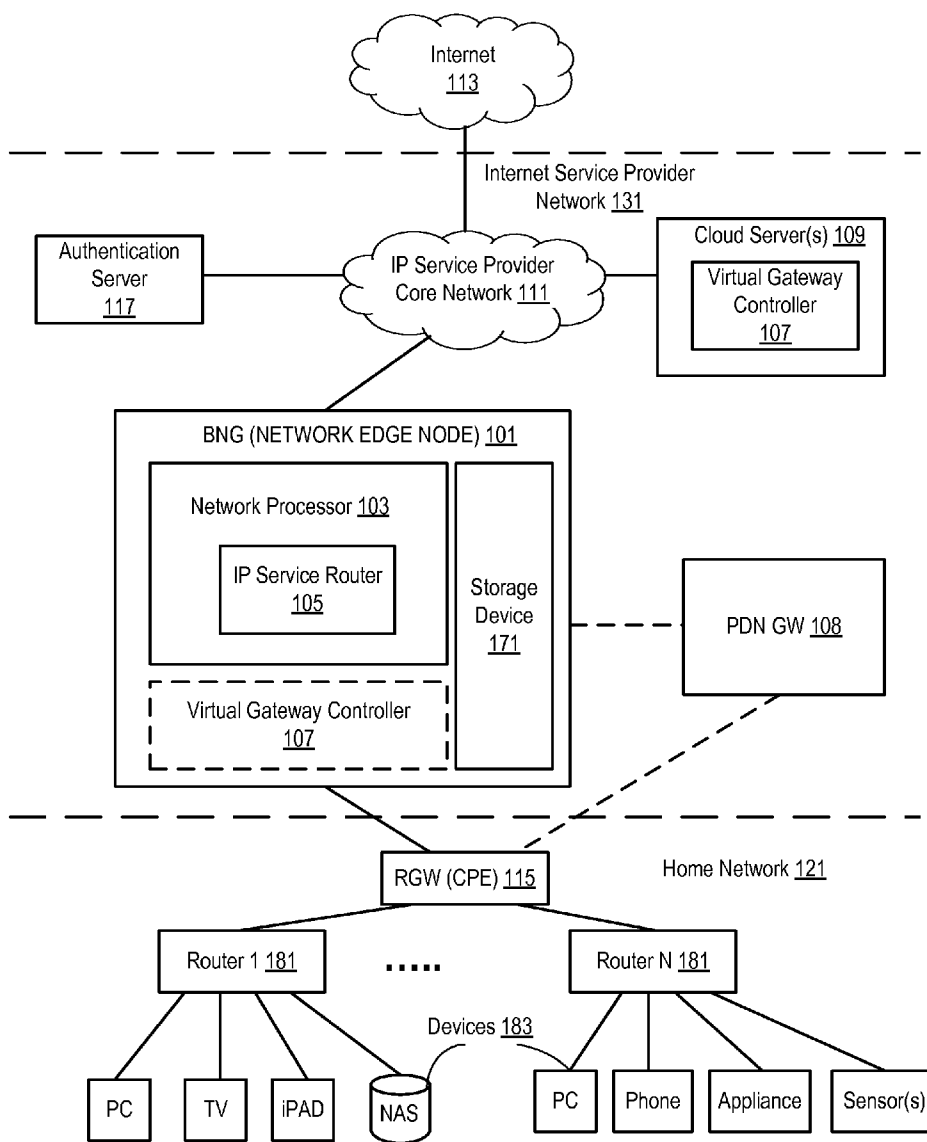 Internet
113
Internet Service Provider
Network 131
Authentication
Server
117
IP Service Provider
Core Network 111
Cloud Server(s) 109
Virtual Gateway
Controller
107
BNG (NETWORK EDGE NODE) 101
Network Processor 103
IP Service Router
105
Storage
Device
171
Virtual Gateway Controller
107
PDN GW 108
RGW (CPE) 115
Home Network 121
Router 1 181
.....
Router N 181
Devices 183
PC
TV
iPAD
NAS
PC
Phone
Appliance
Sensor(s)